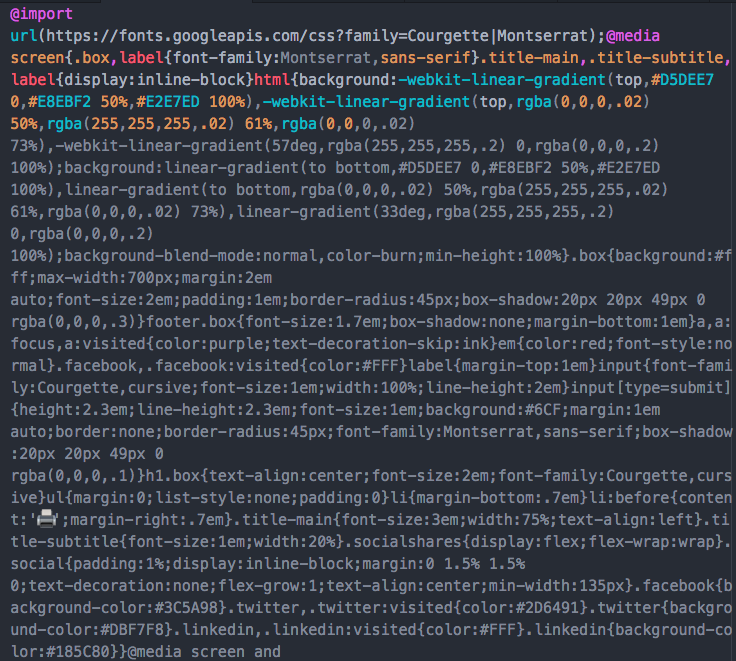 @import
url(https://fonts.googleapis.com/css?family=Courgette|Montserrat);@media
screen{.box,label{font-family:Montserrat,sans-serif}.title-main,.title-subtitle,
label{display:inline-block}html{background:-webkit-linear-gradient(top,#D5DEE7
0,#E8EBF2 50%,#E2E7ED 100%),-webkit-linear-gradient(top,rgba(0,0,0,.02)
50%,rgba(255,255,255,.02) 61%,rgba(0,0,0,.02)
73%),-webkit-linear-gradient(57deg,rgba(255,255,255,.2) 0,rgba(0,0,0,.2)
100%);background:linear-gradient(to bottom,#D5DEE7 0,#E8EBF2 50%,#E2E7ED
100%),linear-gradient(to bottom,rgba(0,0,0,.02) 50%,rgba(255,255,255,.02)
61%,rgba(0,0,0,.02) 73%),linear-gradient(33deg,rgba(255,255,255,.2)
0,rgba(0,0,0,.2)
100%);background-blend-mode:normal,color-burn;min-height:100%}.box{background:#f
ff;max-width:700px;margin:2em
auto;font-size:2em;padding:1em;border-radius:45px;box-shadow:20px 20px 49px 0
rgba(0,0,0,.3)}footer.box{font-size:1.7em;box-shadow:none;margin-bottom:1em}a,a:
focus,a:visited{color:purple;text-decoration-skip:ink}em{color:red;font-style:no
rmal}.facebook,.facebook:visited{color:#FFF}label{margin-top:1em}input{font-fami
ly:Courgette,cursive;font-size:1em;width:100%;line-height:2em}input[type=submit]
{height:2.3em;line-height:2.3em;font-size:1em;background:#6CF;margin:1em
auto;border:none;border-radius:45px;font-family:Montserrat,sans-serif;box-shadow
:20px 20px 49px 0
rgba(0,0,0,.1)}h1.box{text-align:center;font-size:2em;font-family:Courgette,curs
ive}ul{margin:0;list-style:none;padding:0}li{margin-bottom:.7em}li:before{conten
t:'🖨';margin-right:.7em}.title-main{font-size:3em;width:75%;text-align:left}.ti
tle-subtitle{font-size:1em;width:20%}.socialshares{display:flex;flex-wrap:wrap}.
social{padding:1%;display:inline-block;margin:0 1.5% 1.5%
0;text-decoration:none;flex-grow:1;text-align:center;min-width:135px}.facebook{b
ackground-color:#3C5A98}.twitter,.twitter:visited{color:#2D6491}.twitter{backgro
und-color:#DBF7F8}.linkedin,.linkedin:visited{color:#FFF}.linkedin{background-co
lor:#185C80}}@media screen and